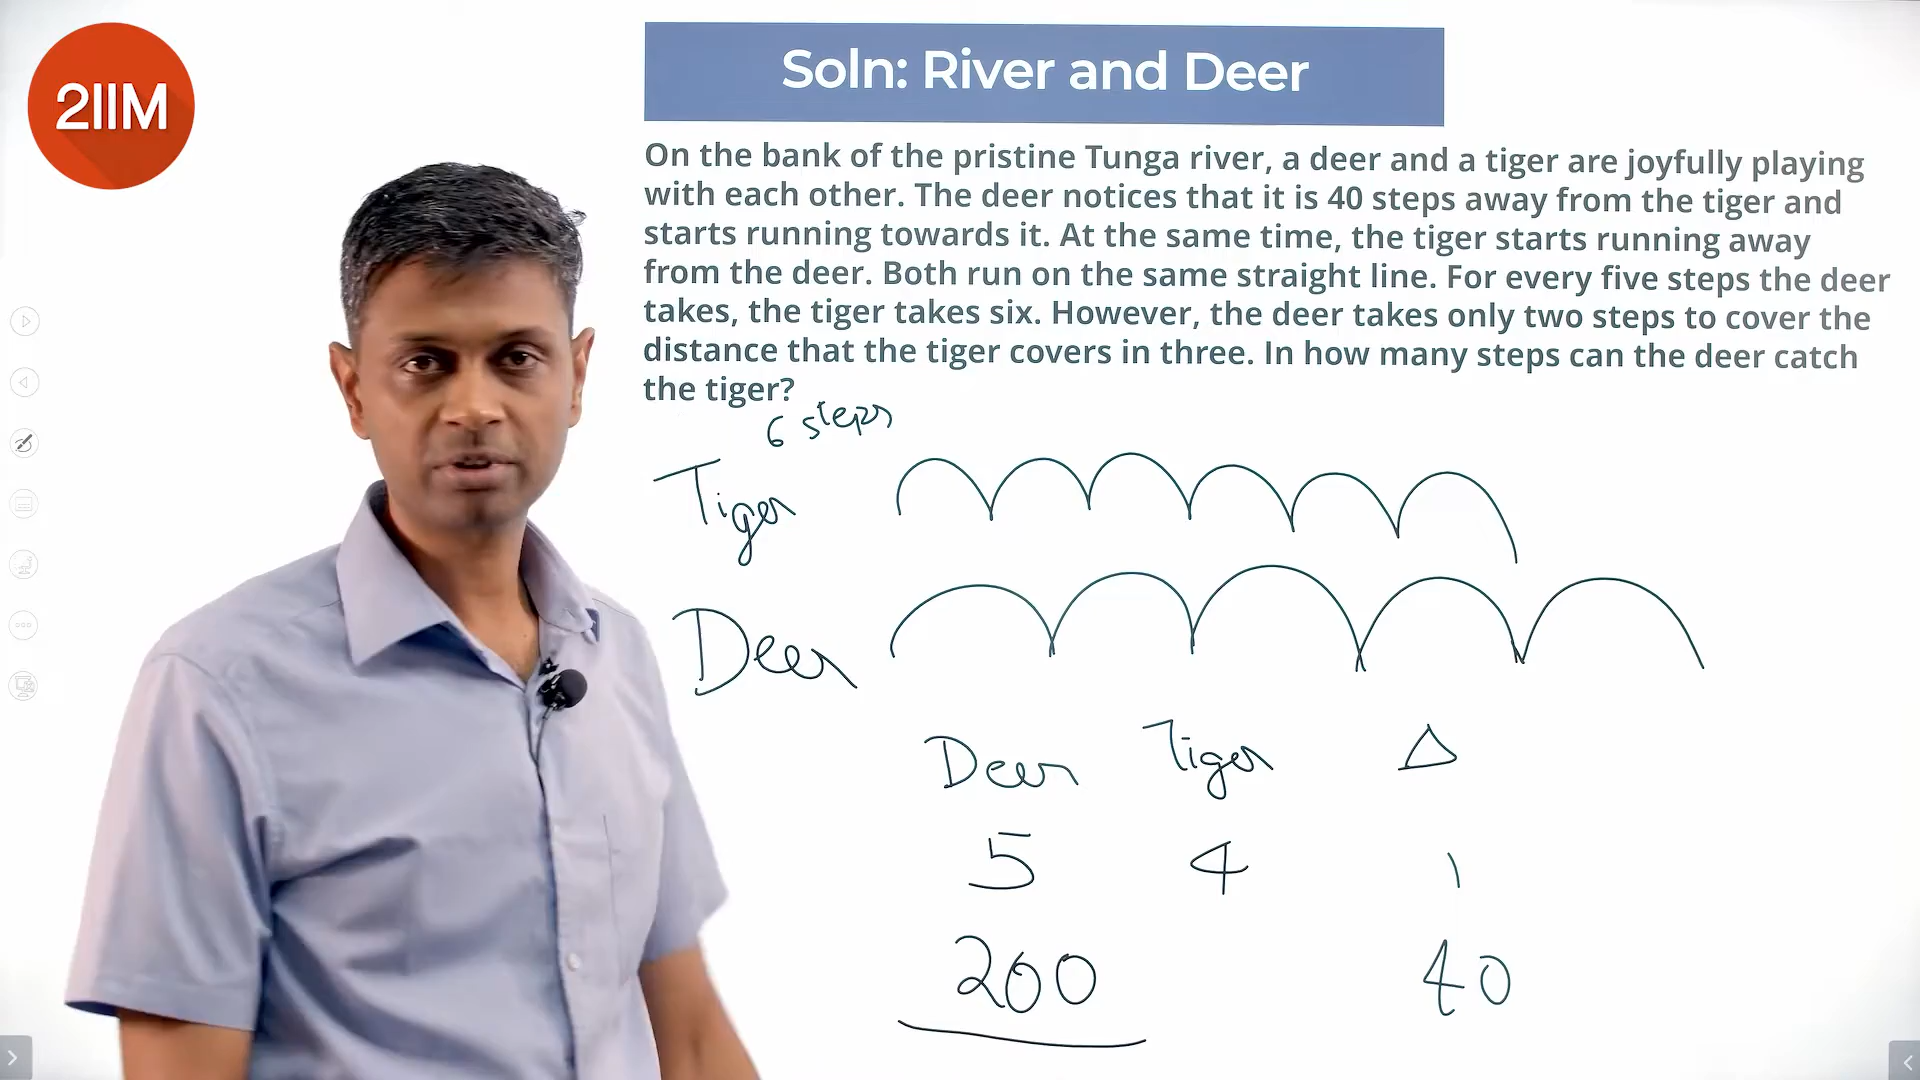 2IIM
Soln: River and Deer
On the bank of the pristine Tunga river, a deer and a tiger are joyfully playing
with each other. The deer notices that it is 40 steps away from the tiger and
starts running towards it. At the same time, the tiger starts running away
from the deer. Both run on the same straight line. For every five steps the deer
takes, the tiger takes six. However, the deer takes only two steps to cover the
distance that the tiger covers in three. In how many steps can the deer catch
the tiger?
6 steps
Tiger
Deer
Deer Tiger Δ
5 4 1
200 40